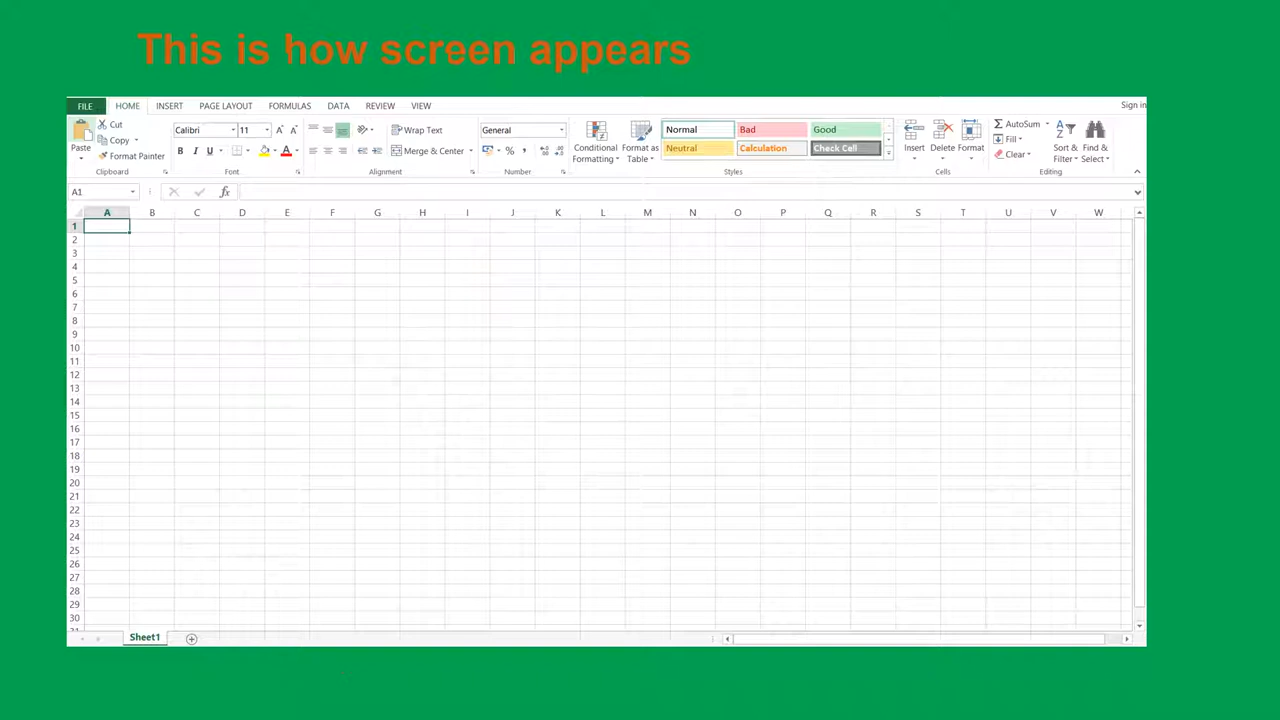 This is how screen appears
FILE HOME INSERT PAGE LAYOUT FORMULAS DATA REVIEW VIEW Sign in
Paste Cut Copy Format Painter Clipboard
Calibri 11 B I U A A A Font
Wrap Text Merge & Center Alignment
General % , Number
Conditional Formatting Format as Table Normal Bad Good Neutral Calculation Check Cell Styles
Insert Delete Format Cells
AutoSum Fill Clear Sort & Filter Find & Select Editing
A1 fx
A B C D E F G H I J K L M N O P Q R S T U V W
1
2
3
4
5
6
7
8
9
10
11
12
13
14
15
16
17
18
19
20
21
22
23
24
25
26
27
28
29
30
Sheet1